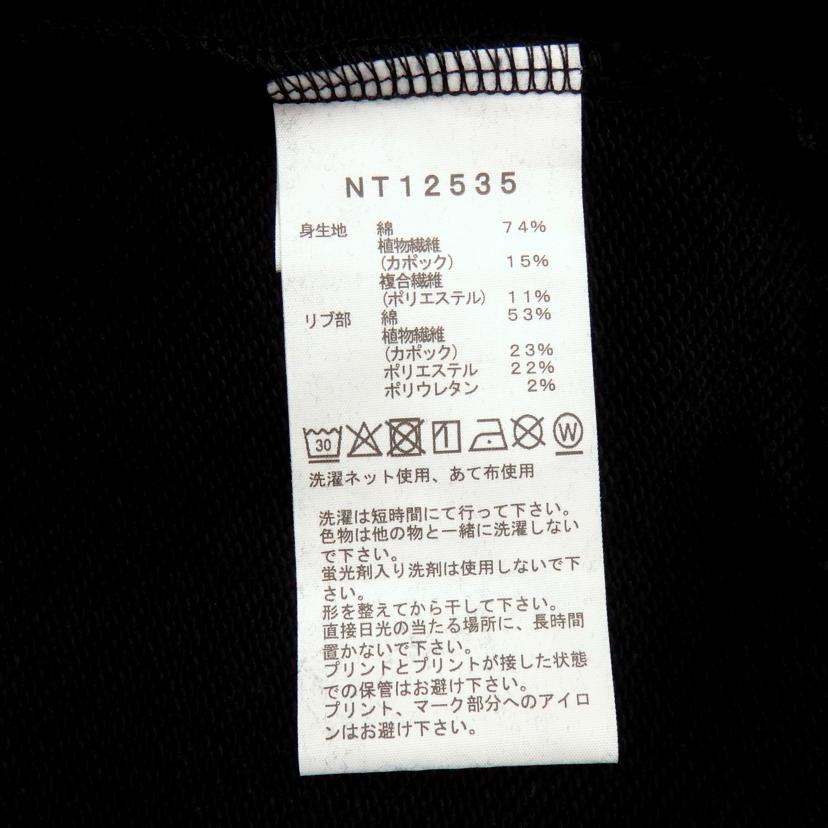 NT12535
身生地 綿 74%
植物繊維
(カポック) 15%
複合繊維
(ポリエステル) 11%
リブ部 綿 53%
植物繊維
(カポック) 23%
ポリエステル 22%
ポリウレタン 2%
30 W
洗濯ネット使用、あて布使用
洗濯は短時間にて行って下さい。
色物は他の物と一緒に洗濯しない
で下さい。
蛍光剤入り洗剤は使用しないで下
さい。
形を整えてから干して下さい。
直接日光の当たる場所に、長時間
置かないで下さい。
プリントとプリントが接した状態
での保管はお避け下さい。
プリント、マーク部分へのアイロ
ンはお避け下さい。